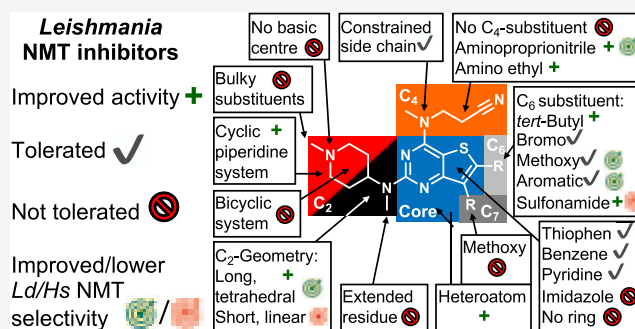 Leishmania
NMT inhibitors
Improved activity +
Tolerated ✓
Not tolerated
Improved/lower
Ld/Hs NMT
selectivity /
No basic
centre
Constrained
side chain ✓
No C₄-substituent
Aminoproprionitrile +
Amino ethyl +
Bulky
substituents
Cyclic +
piperidine
system
Bicyclic
system
C₂-Geometry:
Long, +
tetrahedral
Short, linear
Extended
residue
Heteroatom
+
Methoxy
C₆ substituent:
tert-Butyl +
Bromo ✓
Methoxy ✓
Aromatic ✓
Sulfonamide +
Thiophen ✓
Benzene ✓
Pyridine ✓
Imidazole
No ring
C₄
N
N
C₆
N
S
R
N
N
N
R
C₂
Core
C₇